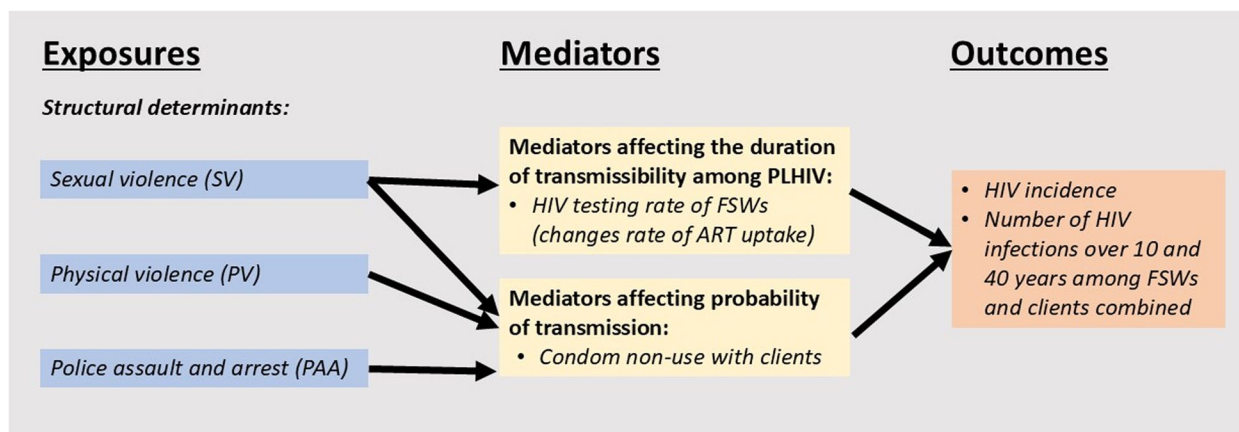 Exposures
Structural determinants:
Sexual violence (SV)
Physical violence (PV)
Police assault and arrest (PAA)
Mediators
Mediators affecting the duration
of transmissibility among PLHIV:
• HIV testing rate of FSWs
(changes rate of ART uptake)
Mediators affecting probability
of transmission:
• Condom non-use with clients
Outcomes
• HIV incidence
• Number of HIV
infections over 10 and
40 years among FSWs
and clients combined